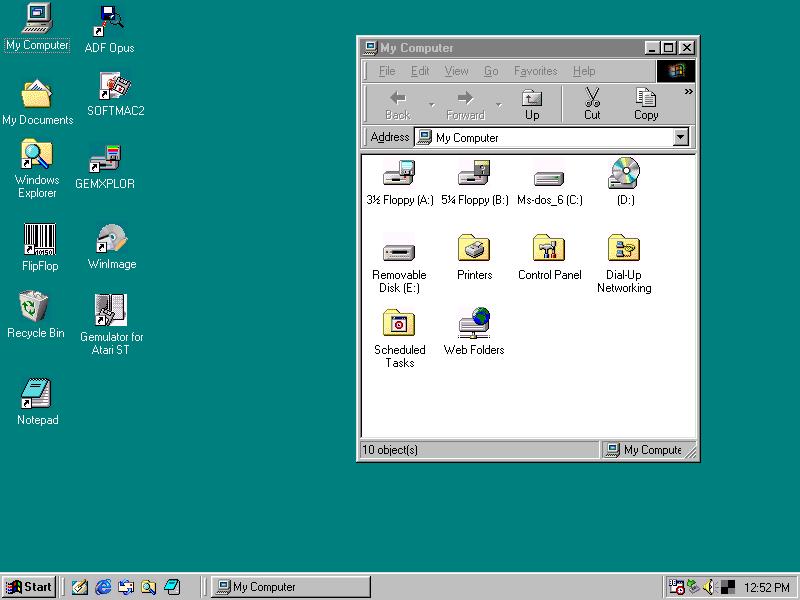 My Computer
ADF Opus
My Documents
SOFTMAC2
Windows
Explorer
GEMXPLOR
FlipFlop
WinImage
Recycle Bin
Gemulator for
Atari ST
Notepad
My Computer
File Edit View Go Favorites Help
Back Forward Up Cut Copy »
Address My Computer
3½ Floppy (A:) 5¼ Floppy (B:) Ms-dos_6 (C:) (D:)
Removable
Disk (E:)
Printers
Control Panel
Dial-Up
Networking
Scheduled
Tasks
Web Folders
10 object(s) My Compute
Start My Computer 12:52 PM